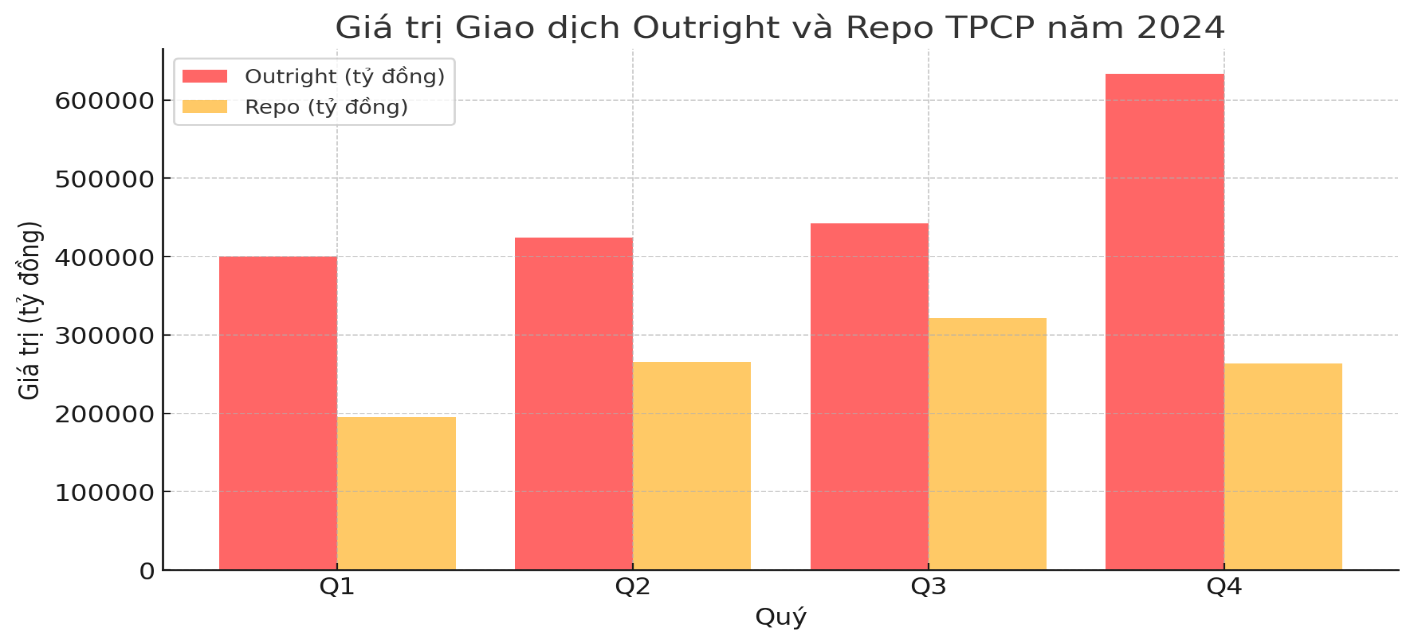 Giá trị Giao dịch Outright và Repo TPCP năm 2024
Outright (tỷ đồng)
Repo (tỷ đồng)
Giá trị (tỷ đồng)
600000
500000
400000
300000
200000
100000
0
Q1 Q2 Q3 Q4
Quý